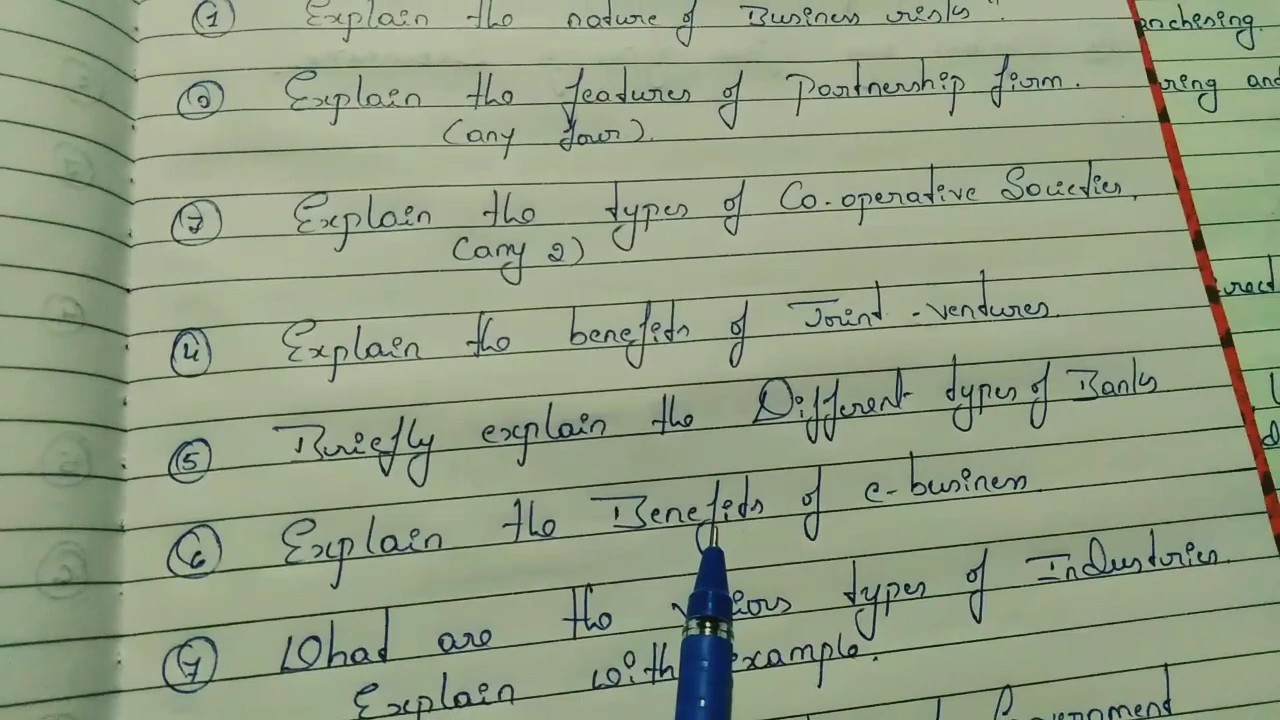 ① Explain the nature of Business risks".
② Explain the features of Partnership firm.
(any four).
③ Explain the types of Co-operative Societies,
(any 2)
④ Explain the benefits of Joint-ventures.
⑤ Briefly explain the Different types of Banks
⑥ Explain the Benefits of e-business
⑦ What are the types of Industries.
Explain with example.
ring and